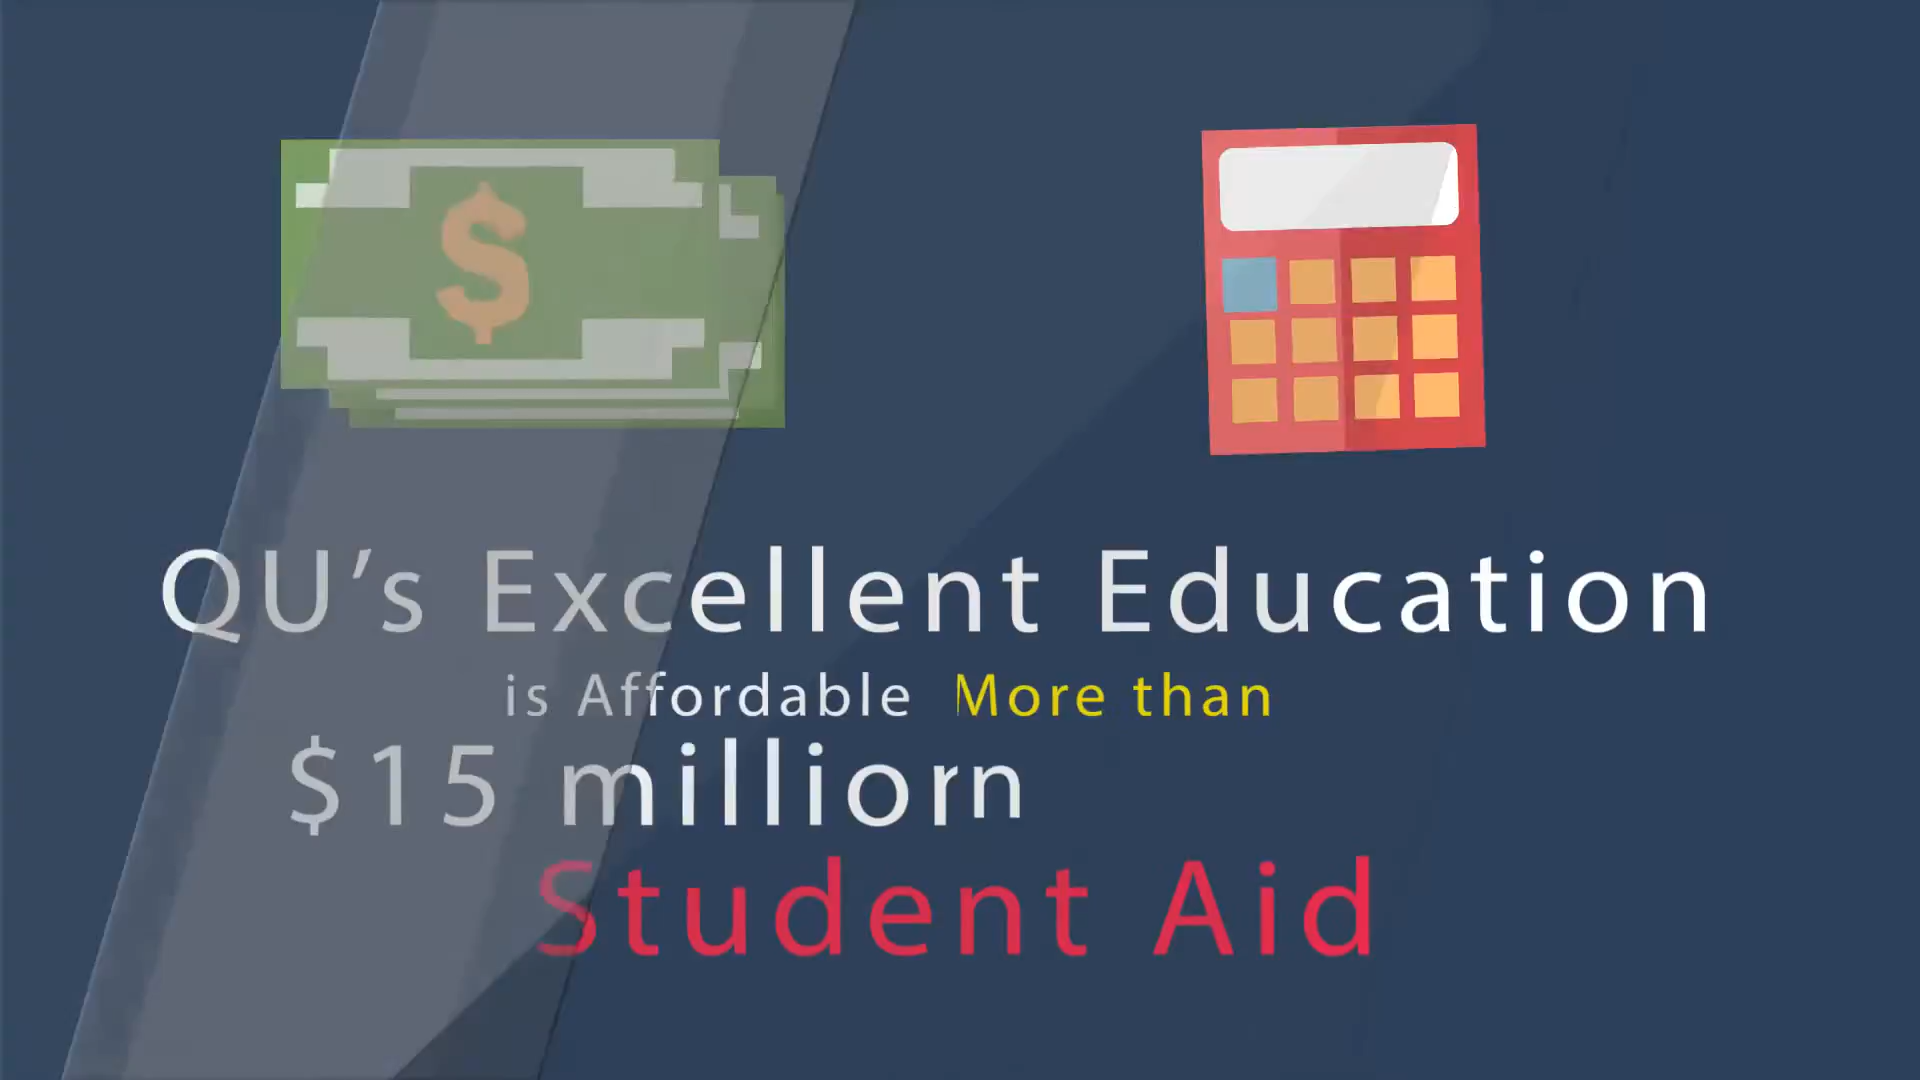 $
QU’s Excellent Education
is Affordable More than
$15 milliorn
Student Aid